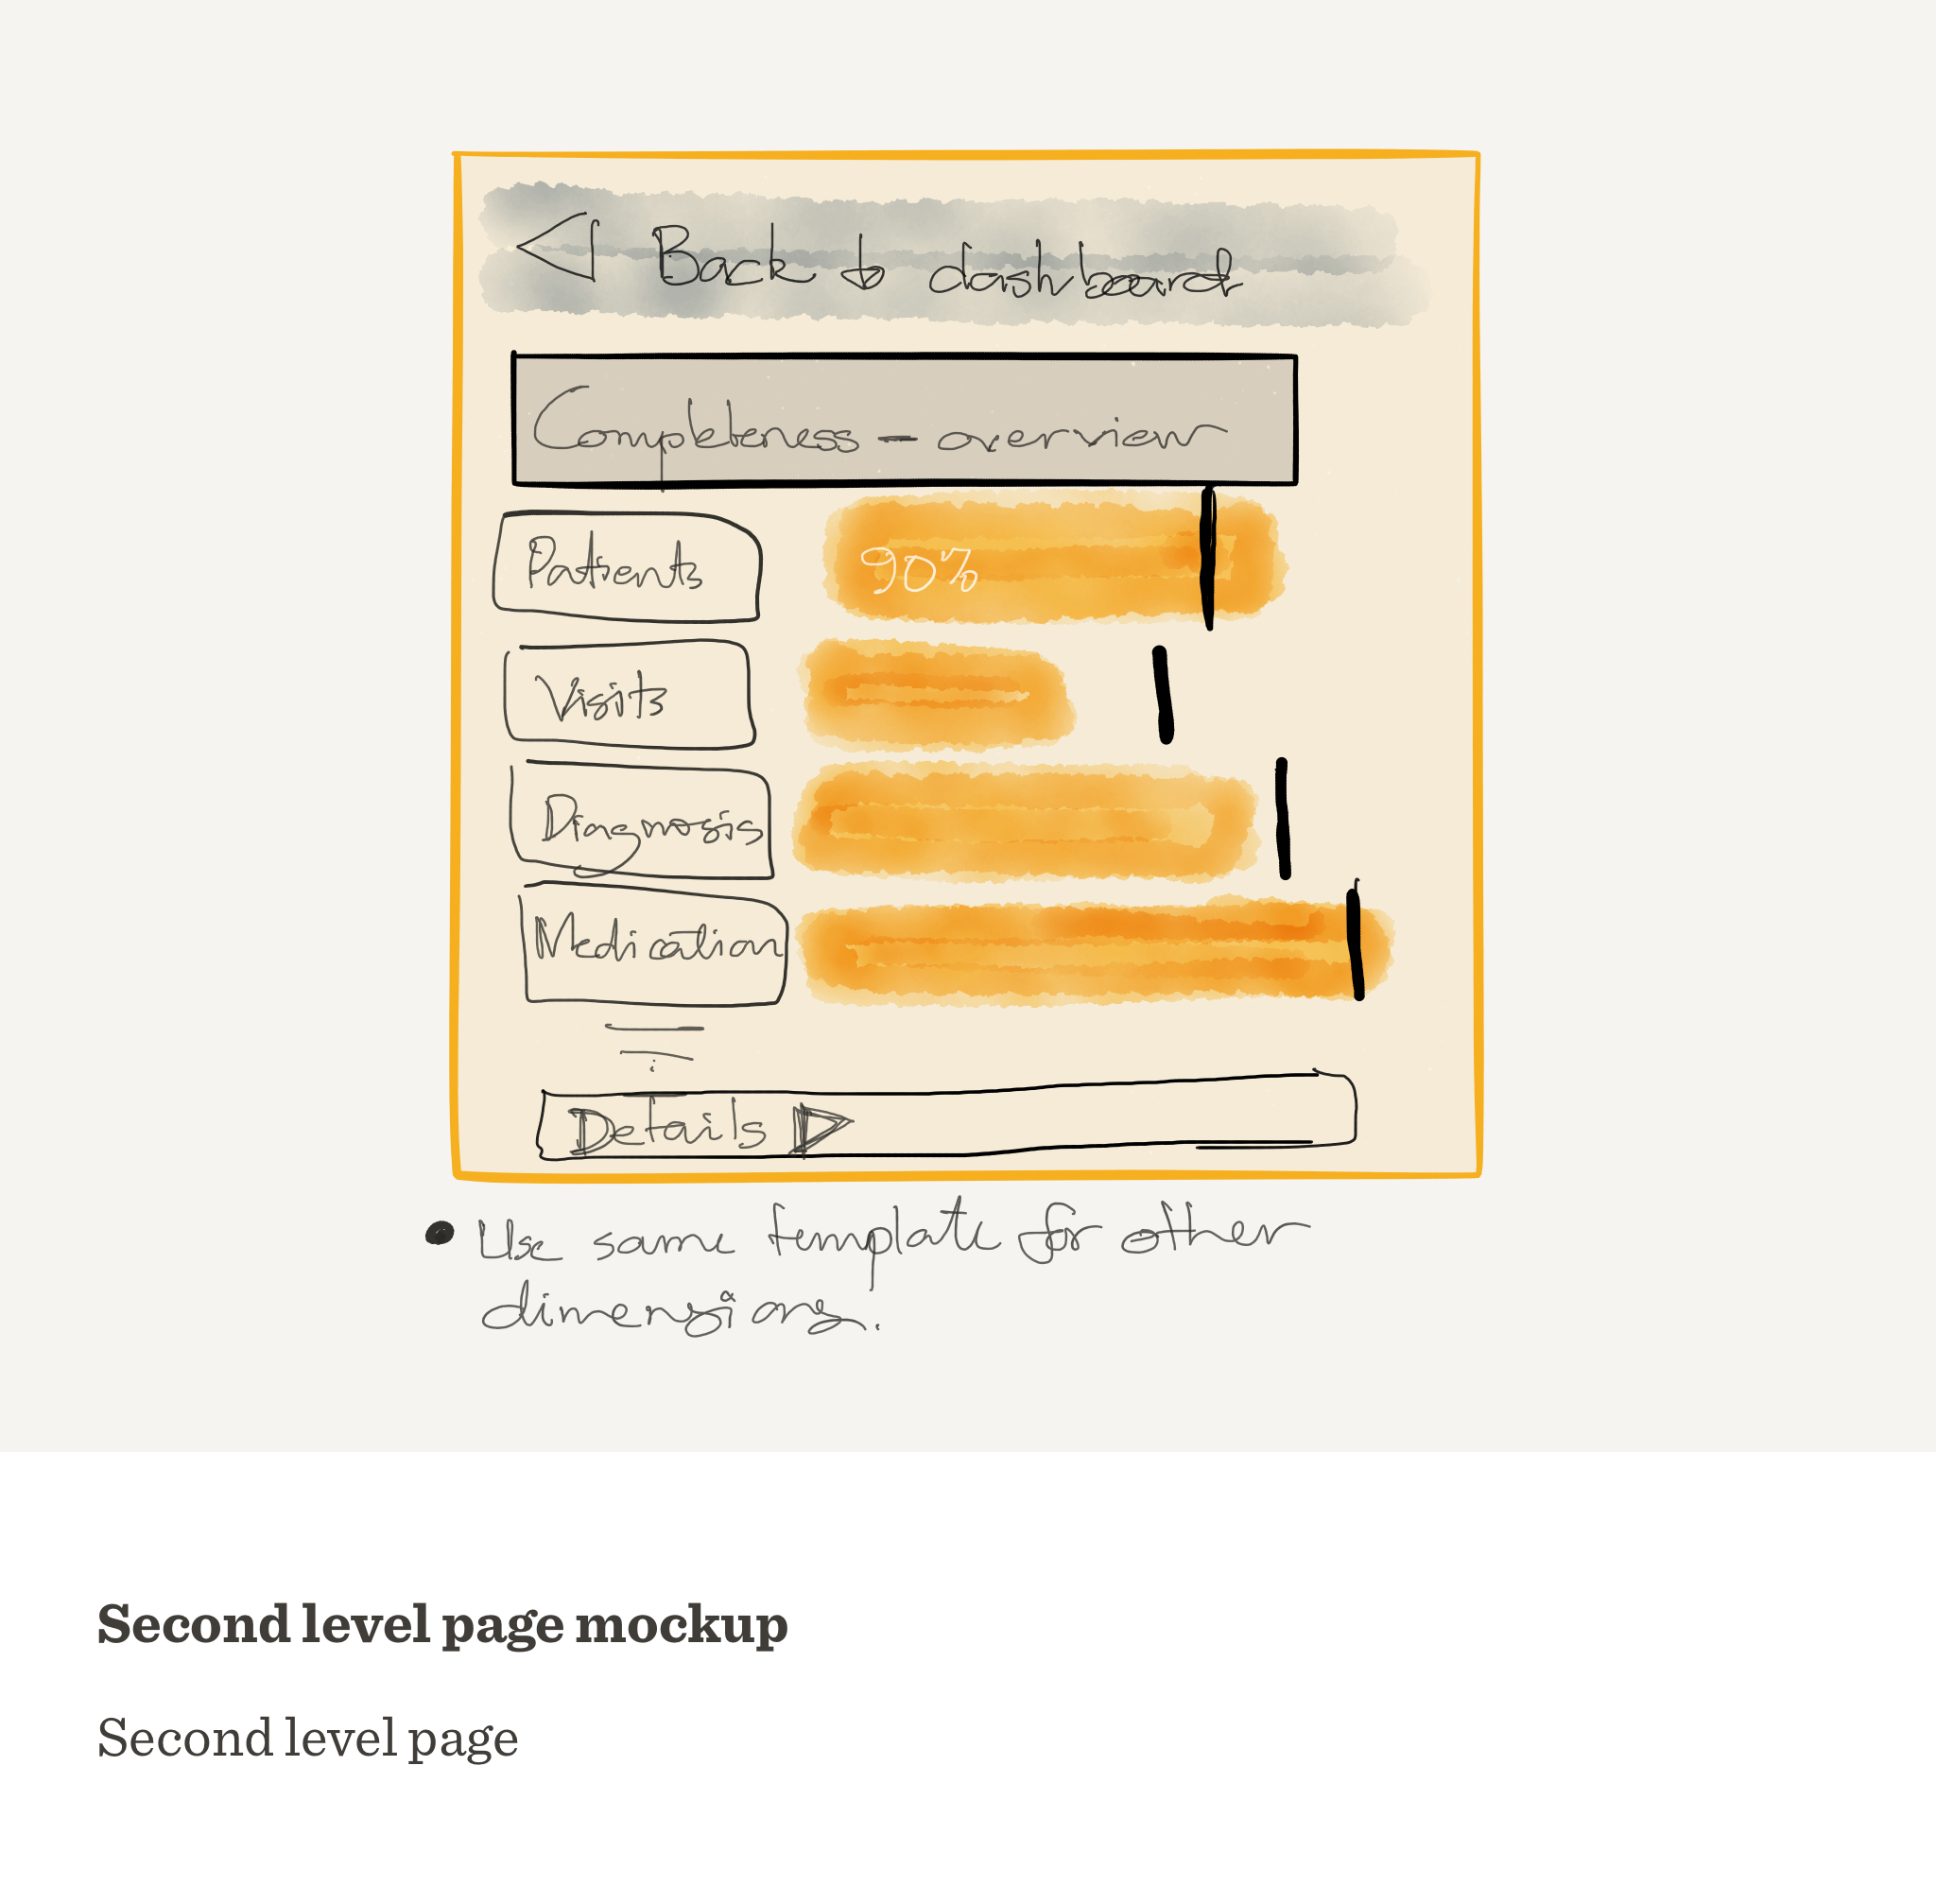 Back to dashboard
Completeness - overview
Patients
90%
Visits
Diagnosis
Medication
Details
Use same template for other
dimensions.
Second level page mockup
Second level page